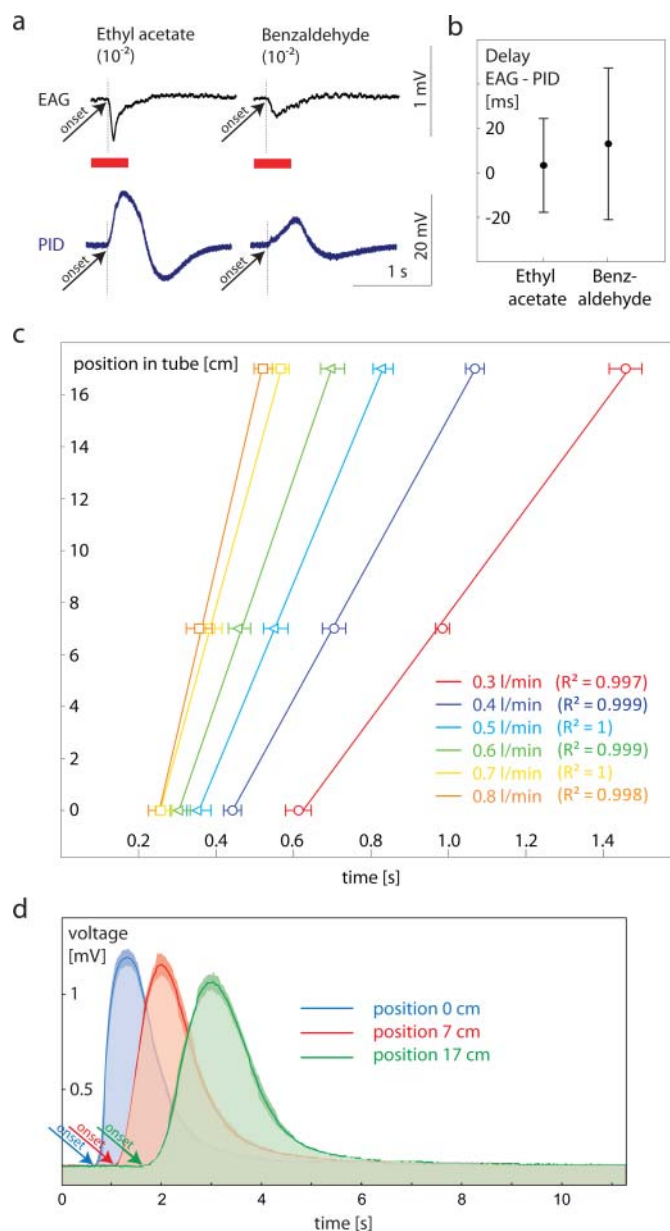 a
Ethyl acetate
(10⁻²)
Benzaldehyde
(10⁻²)
EAG
onset
onset
1 mV
PID
onset
onset
20 mV
1 s
b
Delay
EAG - PID
[ms]
20
0
-20
Ethyl
acetate
Benz-
aldehyde
c
position in tube [cm]
16
14
12
10
8
6
4
2
0
0.3 l/min (R² = 0.997)
0.4 l/min (R² = 0.999)
0.5 l/min (R² = 1)
0.6 l/min (R² = 0.999)
0.7 l/min (R² = 1)
0.8 l/min (R² = 0.998)
0.2 0.4 0.6 0.8 1.0 1.2 1.4
time [s]
d
voltage
[mV]
1
0.5
position 0 cm
position 7 cm
position 17 cm
onset
onset
onset
0 2 4 6 8 10
time [s]